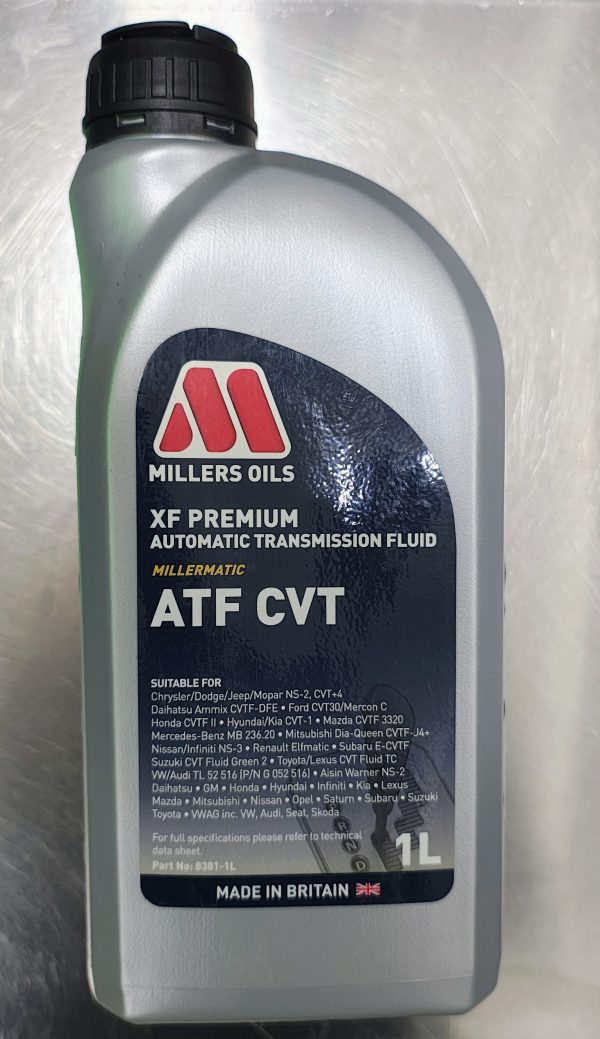 MILLERS OILS
XF PREMIUM
AUTOMATIC TRANSMISSION FLUID
MILLERMATIC
ATF CVT
SUITABLE FOR
Chrysler/Dodge/Jeep/Mopar NS-2, CVT+4
Daihatsu Ammix CVTF-DFE • Ford CVT30/Mercon C
Honda CVTF II • Hyundai/Kia CVT-1 • Mazda CVTF 3320
Mercedes-Benz MB 236.20 • Mitsubishi Dia-Queen CVTF-J4+
Nissan/Infiniti NS-3 • Renault Elfmatic • Subaru E-CVTF
Suzuki CVT Fluid Green 2 • Toyota/Lexus CVT Fluid TC
VW/Audi TL 52 516 (P/N G 052 516) • Aisin Warner NS-2
Daihatsu • GM • Honda • Hyundai • Infiniti • Kia • Lexus
Mazda • Mitsubishi • Nissan • Opel • Saturn • Subaru • Suzuki
Toyota • VWAG inc. VW, Audi, Seat, Skoda
For full specifications please refer to technical
data sheet.
Part No: 8381-1L
R N D
1L
MADE IN BRITAIN